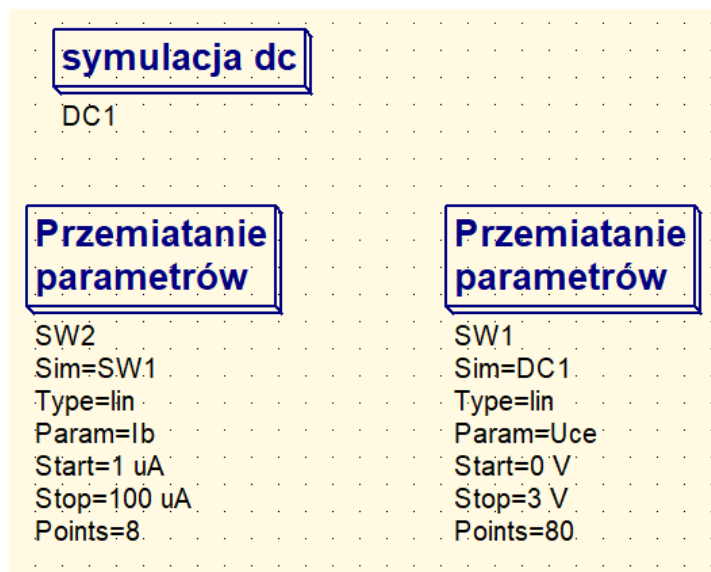 symulacja dc
DC1
Przemiatanie
parametrów
SW2
Sim=SW1
Type=lin
Param=Ib
Start=1 uA
Stop=100 uA
Points=8
Przemiatanie
parametrów
SW1
Sim=DC1
Type=lin
Param=Uce
Start=0 V
Stop=3 V
Points=80